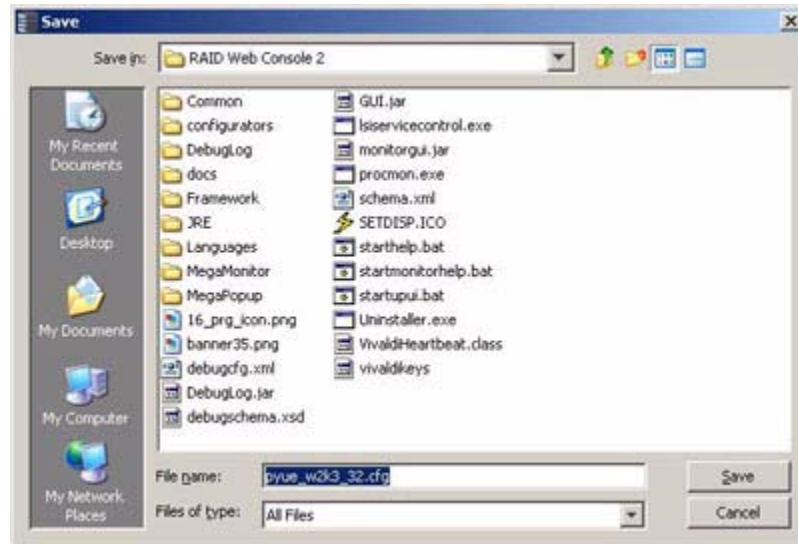 Save
Save in:
RAID Web Console 2
My Recent
Documents
Desktop
My Documents
My Computer
My Network
Places
Common
configurators
DebugLog
docs
Framework
JRE
Languages
MegaMonitor
MegaPopup
16_prg_icon.png
banner35.png
debugcfg.xml
DebugLog.jar
debugschema.xsd
GUI.jar
lsiservicecontrol.exe
monitorgui.jar
procmon.exe
schema.xml
SETDISP.ICO
starthelp.bat
startmonitorhelp.bat
startupui.bat
Uninstaller.exe
VivaldiHeartbeat.class
vivaldikeys
File name:
pyue_w2k3_32.cfg
Save
Files of type:
All Files
Cancel